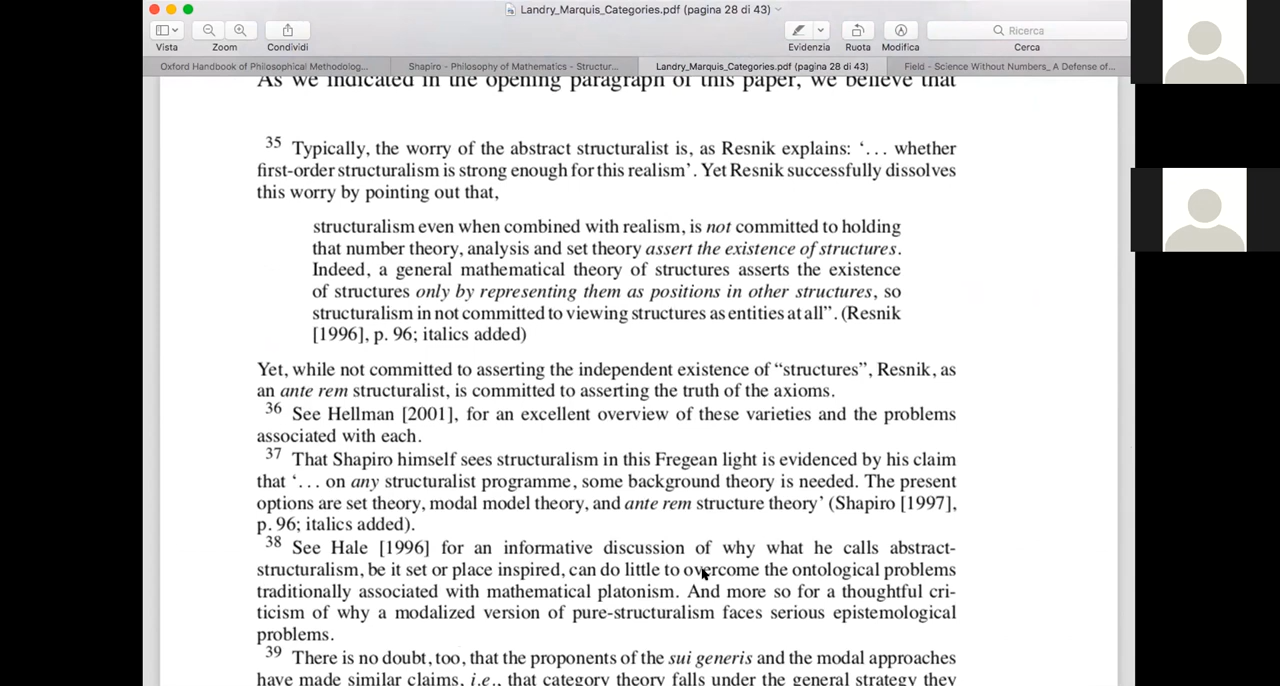 Landry_Marquis_Categories.pdf (pagina 28 di 43)
Vista
Zoom
Condividi
Evidenzia
Ruota
Modifica
Ricerca
Cerca
Oxford Handbook of Philosophical Methodolog...
Shapiro - Philosophy of Mathematics - Structur...
Landry_Marquis_Categories.pdf (pagina 28 di 43)
Field - Science Without Numbers_ A Defense of...
As we indicated in the opening paragraph of this paper, we believe that
35 Typically, the worry of the abstract structuralist is, as Resnik explains: ‘... whether
first-order structuralism is strong enough for this realism’. Yet Resnik successfully dissolves
this worry by pointing out that,
structuralism even when combined with realism, is not committed to holding
that number theory, analysis and set theory assert the existence of structures.
Indeed, a general mathematical theory of structures asserts the existence
of structures only by representing them as positions in other structures, so
structuralism in not committed to viewing structures as entities at all”. (Resnik
[1996], p. 96; italics added)
Yet, while not committed to asserting the independent existence of “structures”, Resnik, as
an ante rem structuralist, is committed to asserting the truth of the axioms.
36 See Hellman [2001], for an excellent overview of these varieties and the problems
associated with each.
37 That Shapiro himself sees structuralism in this Fregean light is evidenced by his claim
that ‘... on any structuralist programme, some background theory is needed. The present
options are set theory, modal model theory, and ante rem structure theory’ (Shapiro [1997],
p. 96; italics added).
38 See Hale [1996] for an informative discussion of why what he calls abstract-
structuralism, be it set or place inspired, can do little to overcome the ontological problems
traditionally associated with mathematical platonism. And more so for a thoughtful cri-
ticism of why a modalized version of pure-structuralism faces serious epistemological
problems.
39 There is no doubt, too, that the proponents of the sui generis and the modal approaches
have made similar claims, i.e., that category theory falls under the general strategy they